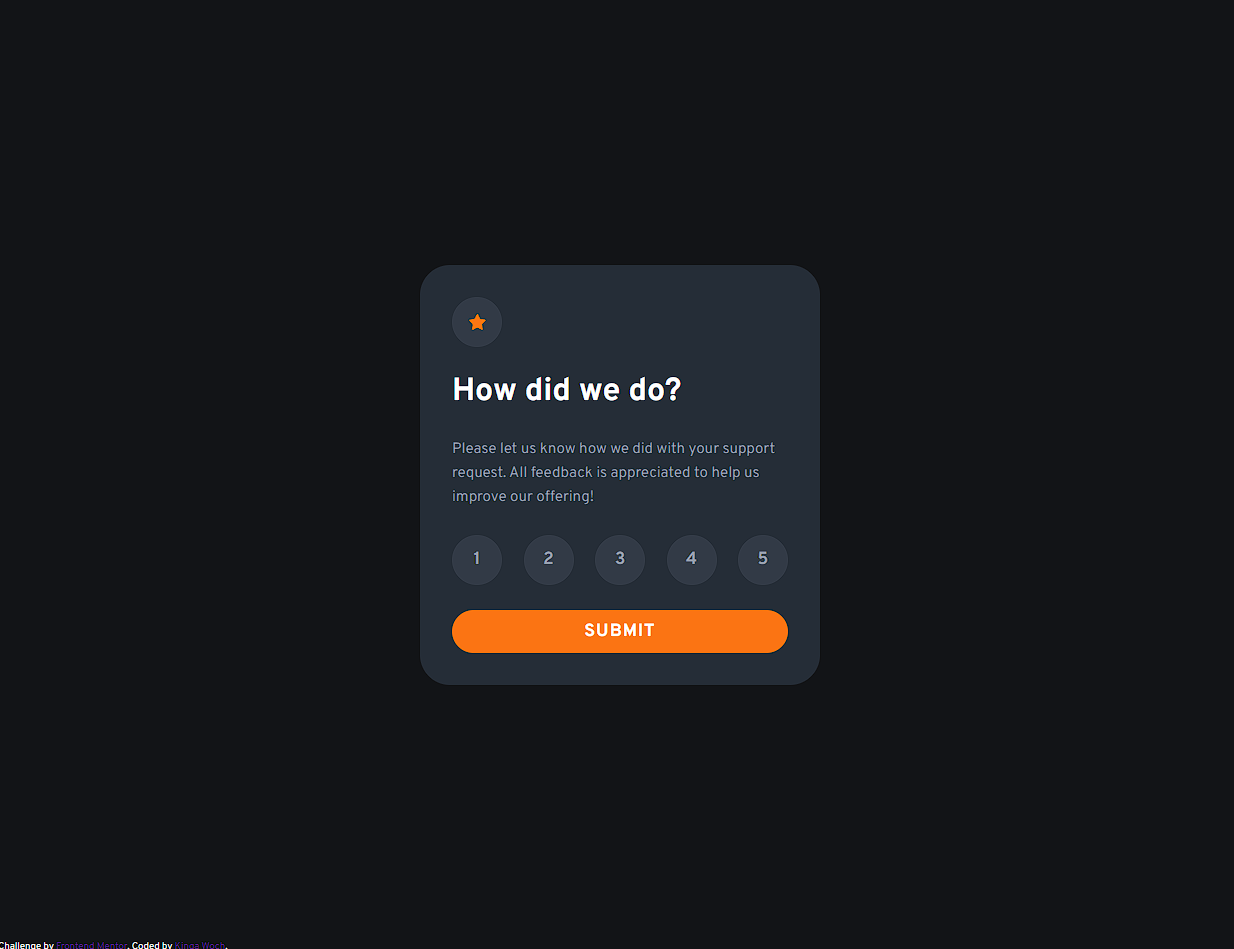 How did we do?
Please let us know how we did with your support
request. All feedback is appreciated to help us
improve our offering!
1 2 3 4 5
SUBMIT
Challenge by Frontend Mentor. Coded by Kinga Woch.